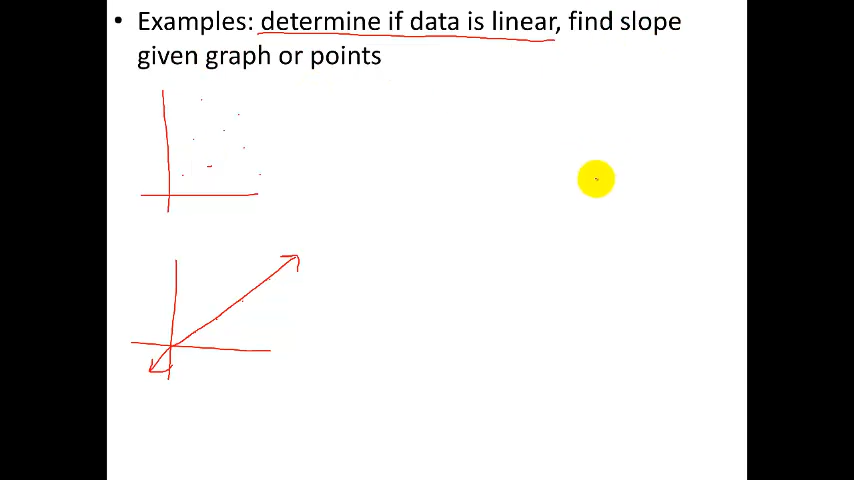 • Examples: determine if data is linear, find slope
given graph or points